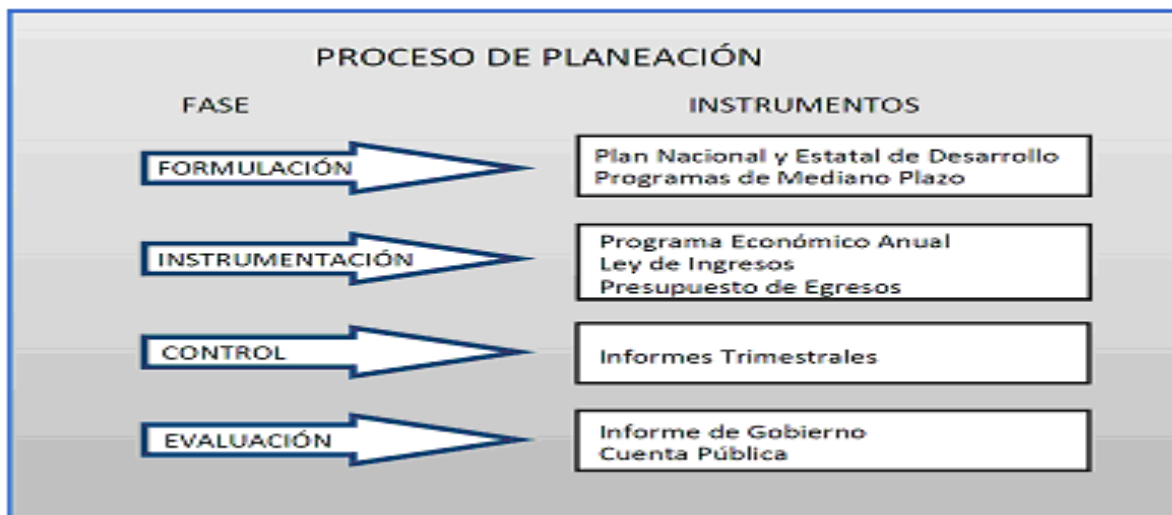 PROCESO DE PLANEACIÓN
FASE INSTRUMENTOS
FORMULACIÓN
Plan Nacional y Estatal de Desarrollo
Programas de Mediano Plazo
INSTRUMENTACIÓN
Programa Económico Anual
Ley de Ingresos
Presupuesto de Egresos
CONTROL
Informes Trimestrales
EVALUACIÓN
Informe de Gobierno
Cuenta Pública